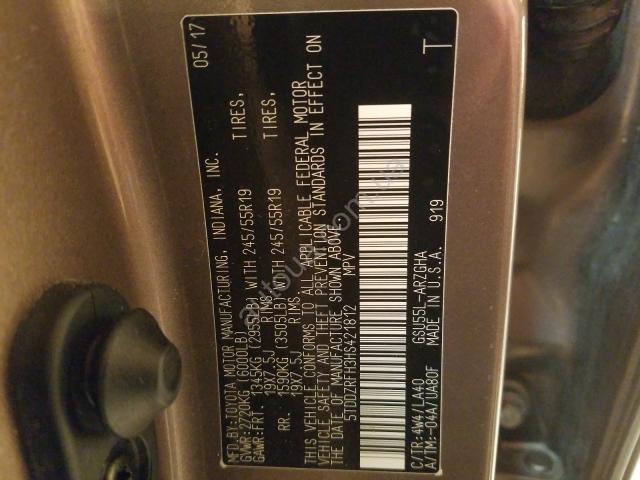 MFD.BY:TOYOTA MOTOR MANUFACTURING, INDIANA, INC. 05/17
GVWR:2720KG (6000LB)
GAWR:FRT. 1345KG (2955LB) WITH 245/55R19 TIRES,
19X7.5J RIMS
RR. 1590KG (3905LB) WITH 245/55R19 TIRES,
19X7.5J RIMS
THIS VEHICLE CONFORMS TO ALL APPLICABLE FEDERAL MOTOR
VEHICLE SAFETY AND THEFT PREVENTION STANDARDS IN EFFECT ON
THE DATE OF MANUFACTURE SHOWN ABOVE.
5TDDZRFH3HS421812 MPV
T
C/TR:4W4/LA40 GSU55L-ARZGHA
A/TM:-04A/UA80F MADE IN U.S.A. 919